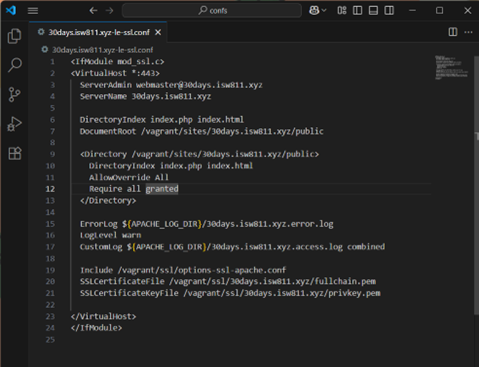 confs
30days.isw811.xyz-le-ssl.conf
30days.isw811.xyz-le-ssl.conf
1 <IfModule mod_ssl.c>
2 <VirtualHost *:443>
3 ServerAdmin webmaster@30days.isw811.xyz
4 ServerName 30days.isw811.xyz
5
6 DirectoryIndex index.php index.html
7 DocumentRoot /vagrant/sites/30days.isw811.xyz/public
8
9 <Directory /vagrant/sites/30days.isw811.xyz/public>
10 DirectoryIndex index.php index.html
11 AllowOverride All
12 Require all granted
13 </Directory>
14
15 ErrorLog ${APACHE_LOG_DIR}/30days.isw811.xyz.error.log
16 LogLevel warn
17 CustomLog ${APACHE_LOG_DIR}/30days.isw811.xyz.access.log combined
18
19 Include /vagrant/ssl/options-ssl-apache.conf
20 SSLCertificateFile /vagrant/ssl/30days.isw811.xyz/fullchain.pem
21 SSLCertificateKeyFile /vagrant/ssl/30days.isw811.xyz/privkey.pem
22
23 </VirtualHost>
24 </IfModule>
25